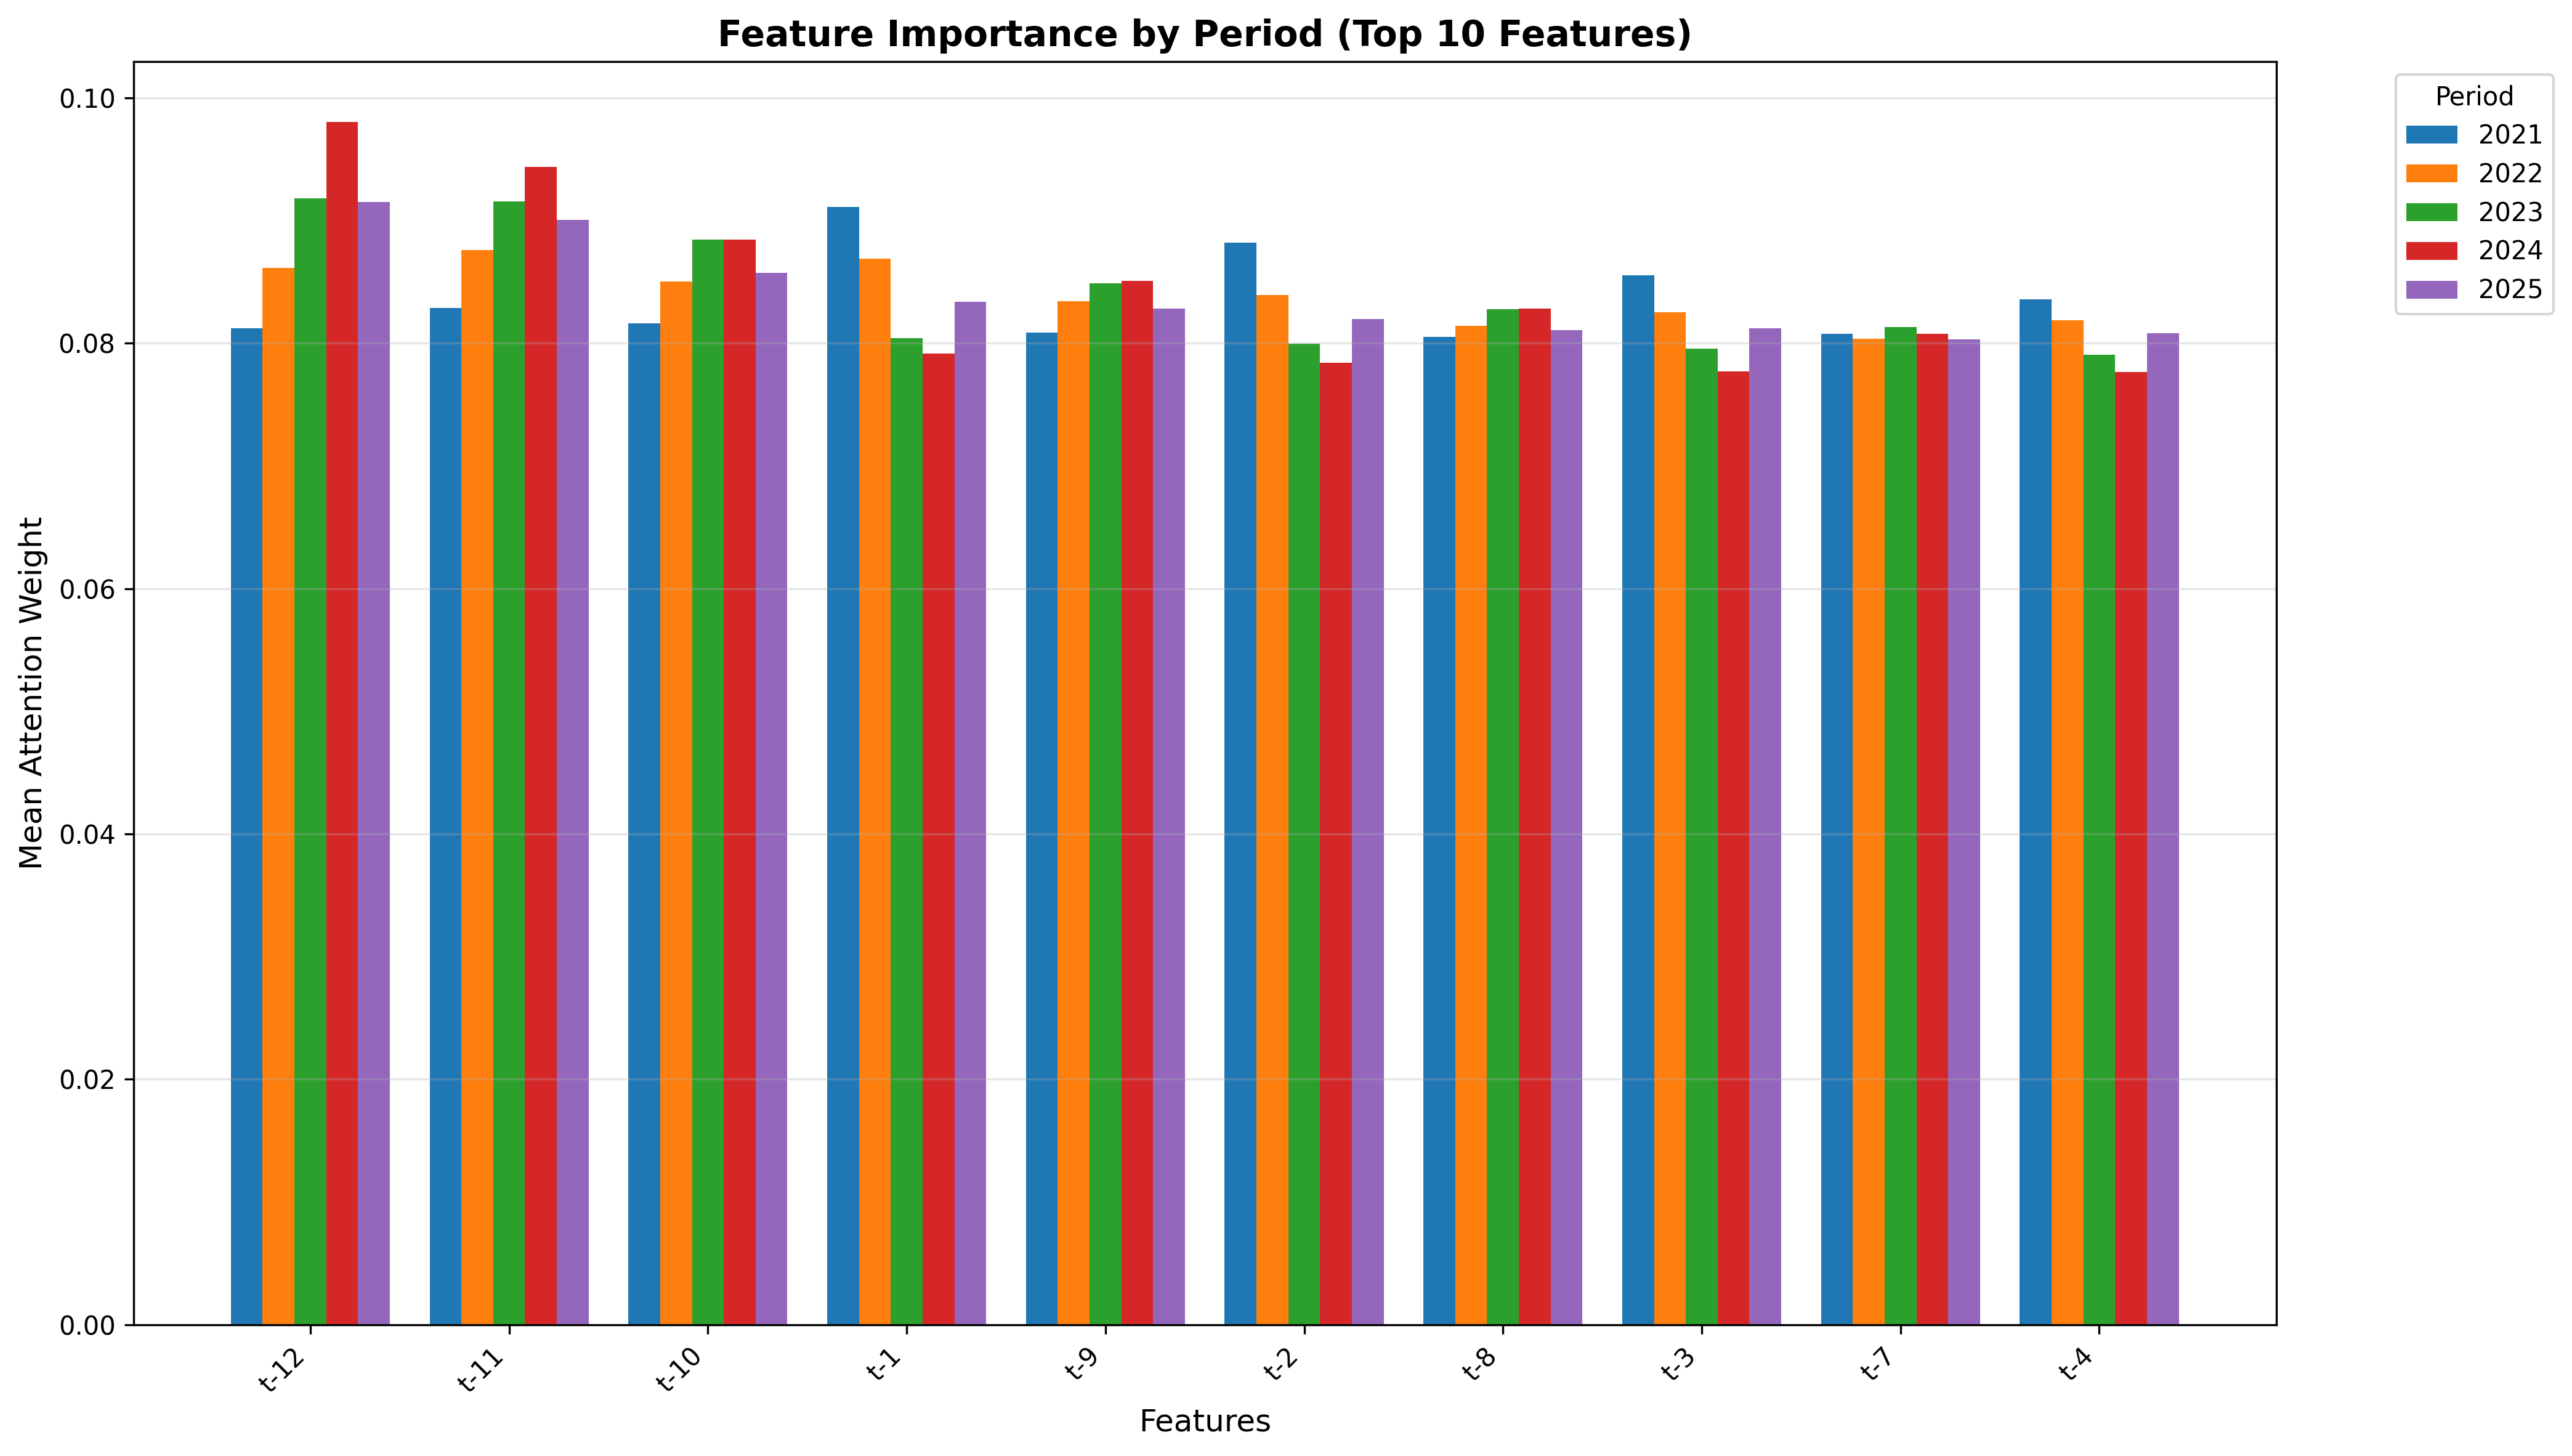 Feature Importance by Period (Top 10 Features)
Period
2021
2022
2023
2024
2025
Mean Attention Weight
0.10
0.08
0.06
0.04
0.02
0.00
t-12
t-11
t-10
t-1
t-9
t-2
t-8
t-3
t-7
t-4
Features